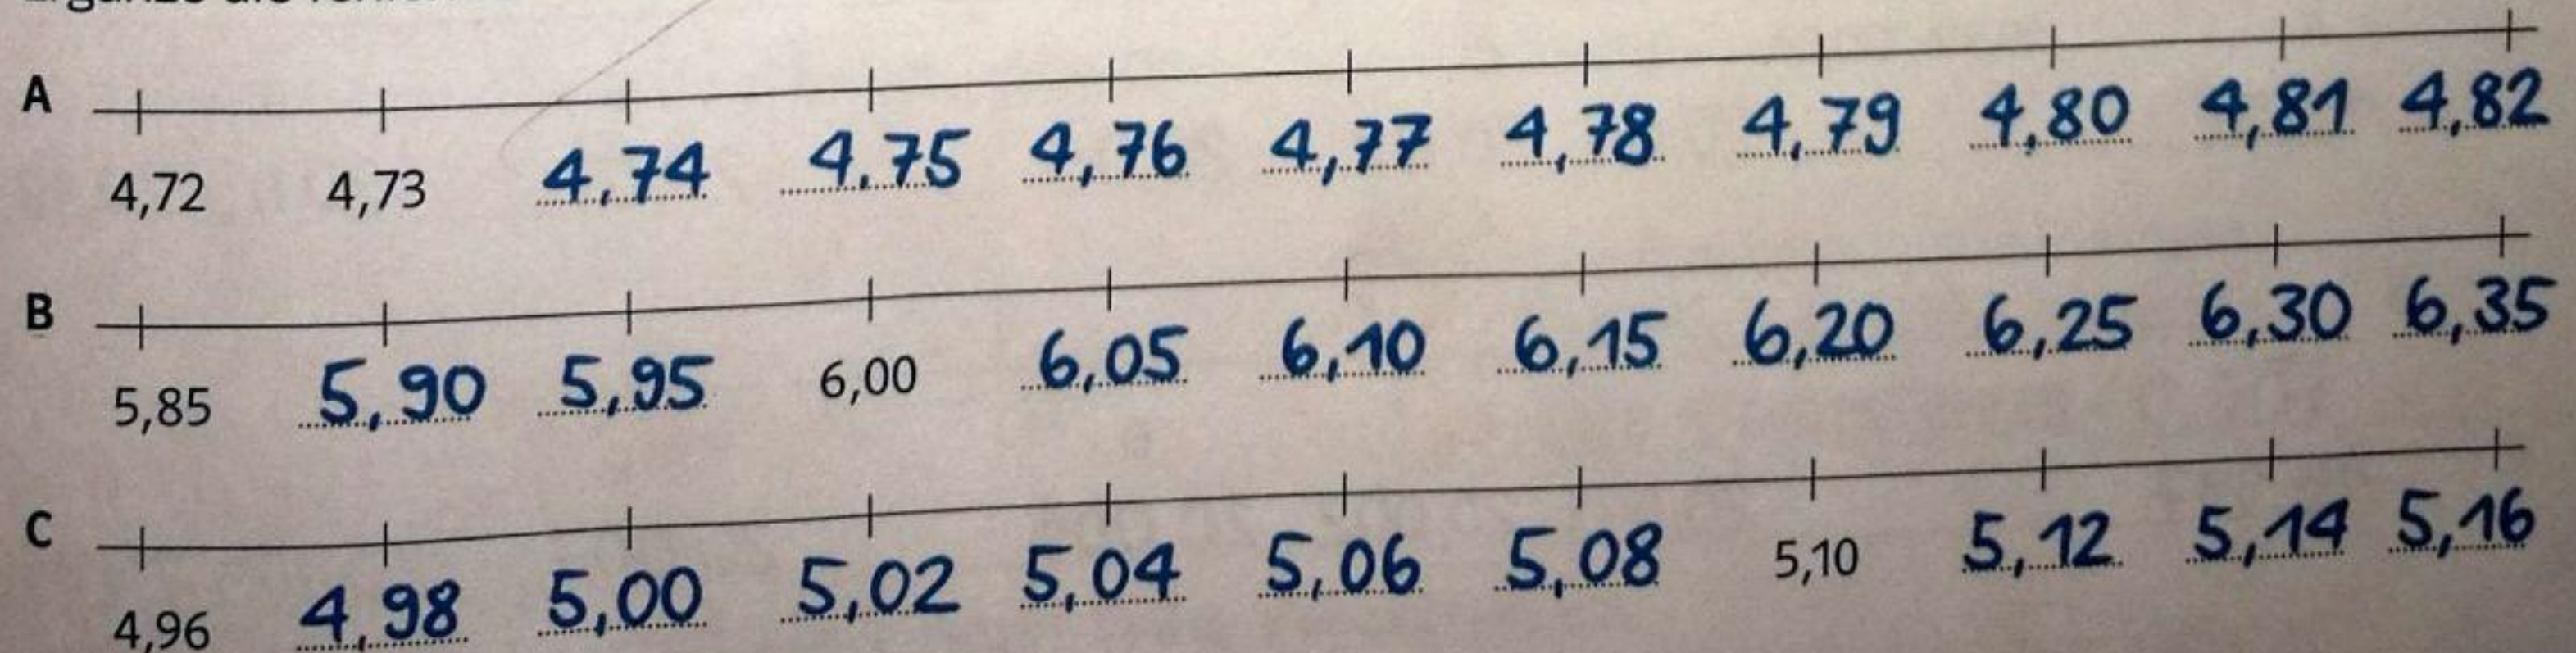 A
4,72 4,73 4,74 4,75 4,76 4,77 4,78 4,79 4,80 4,81 4,82
B
5,85 5,90 5,95 6,00 6,05 6,10 6,15 6,20 6,25 6,30 6,35
C
4,96 4,98 5,00 5,02 5,04 5,06 5,08 5,10 5,12 5,14 5,16